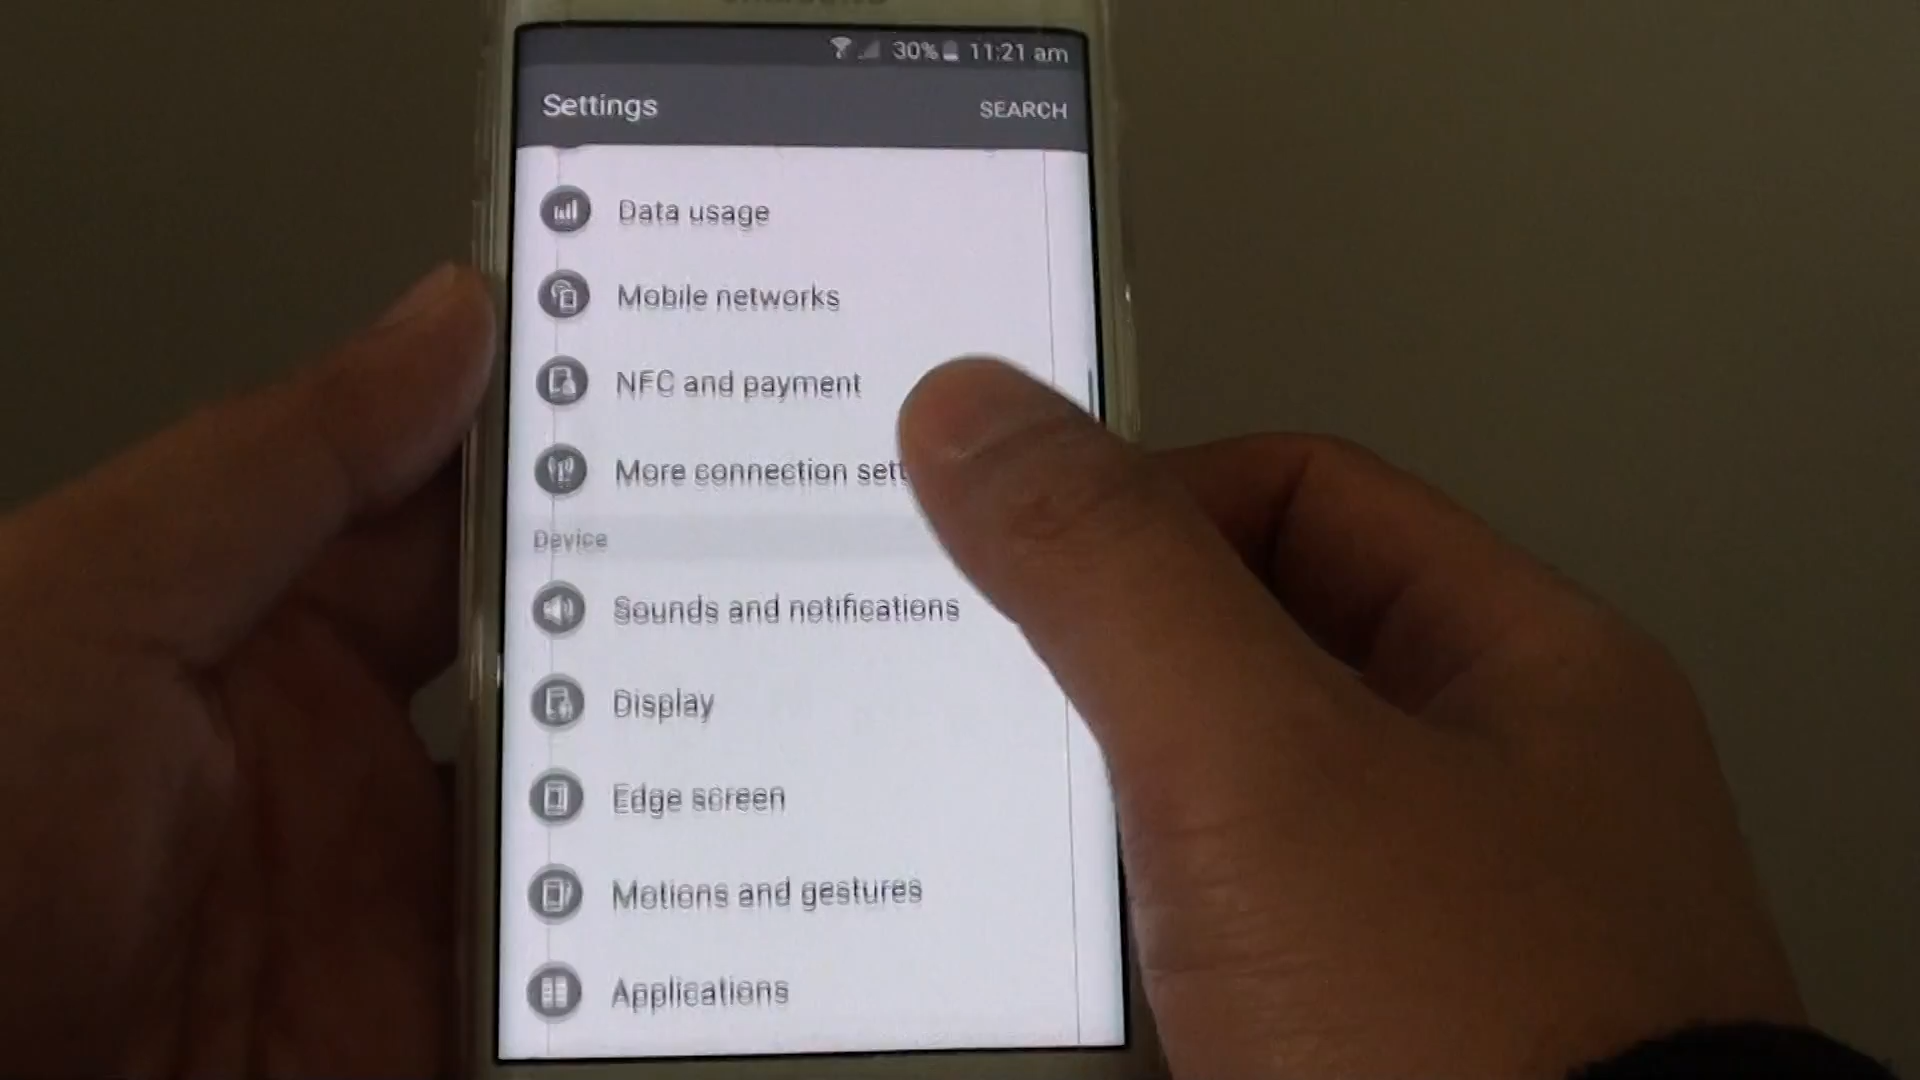 30% 11:21 am
Settings SEARCH
Data usage
Mobile networks
NFC and payment
More connection sett
Device
Sounds and notifications
Display
Edge screen
Motions and gestures
Applications